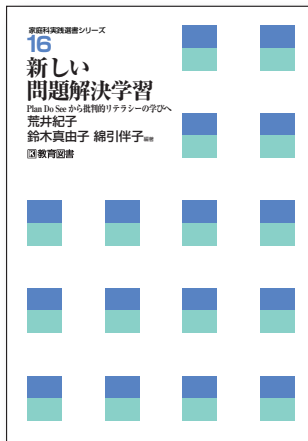 家庭科実践選書シリーズ
16
新しい
問題解決学習
Plan Do See から批判的リテラシーの学びへ
荒井紀子
鈴木真由子 綿引伴子 編著
教育図書